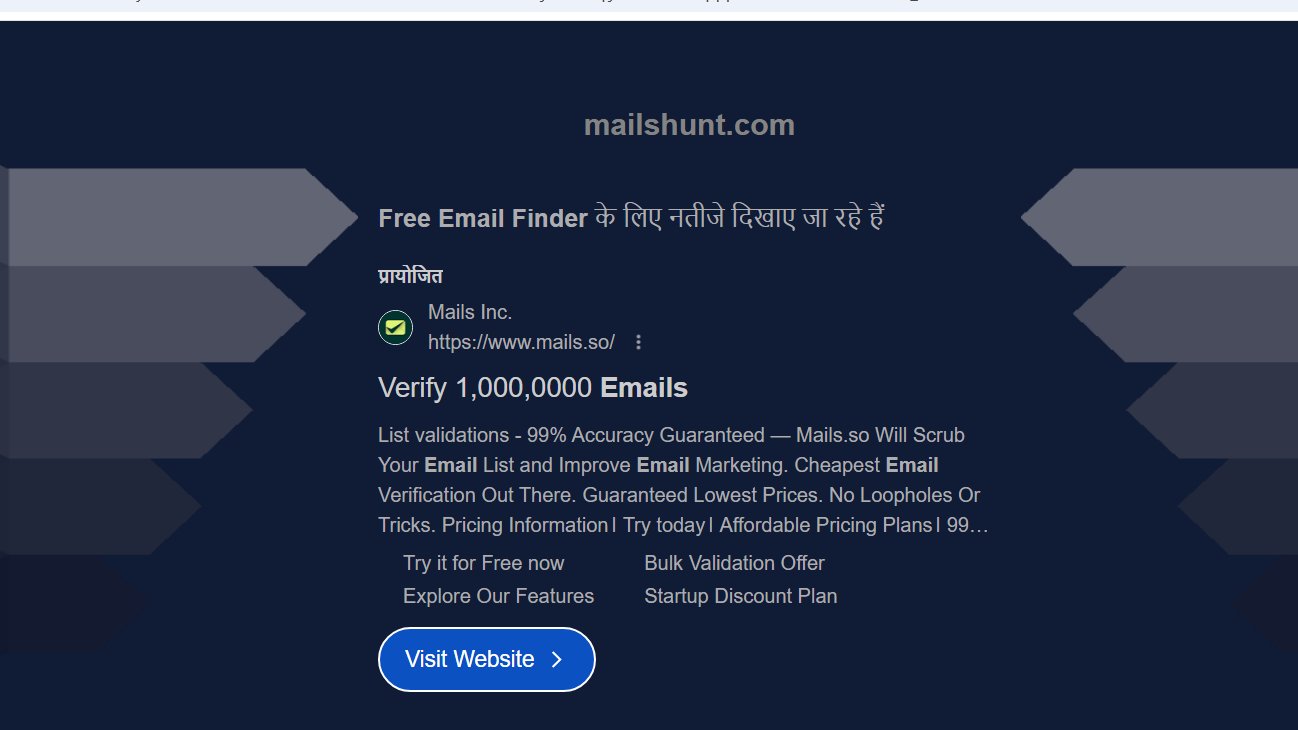 mailshunt.com
Free Email Finder के लिए नतीजे दिखाए जा रहे हैं
प्रायोजित
Mails Inc.
https://www.mails.so/
Verify 1,000,0000 Emails
List validations - 99% Accuracy Guaranteed — Mails.so Will Scrub
Your Email List and Improve Email Marketing. Cheapest Email
Verification Out There. Guaranteed Lowest Prices. No Loopholes Or
Tricks. Pricing Information | Try today | Affordable Pricing Plans | 99...
Try it for Free now
Bulk Validation Offer
Explore Our Features
Startup Discount Plan
Visit Website